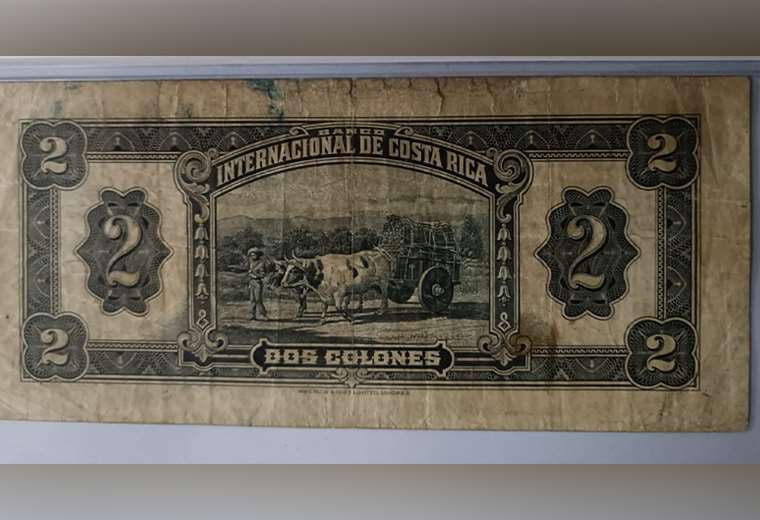 2 2
BANCO
INTERNACIONAL DE COSTA RICA
2 2
DOS COLONES
2 2